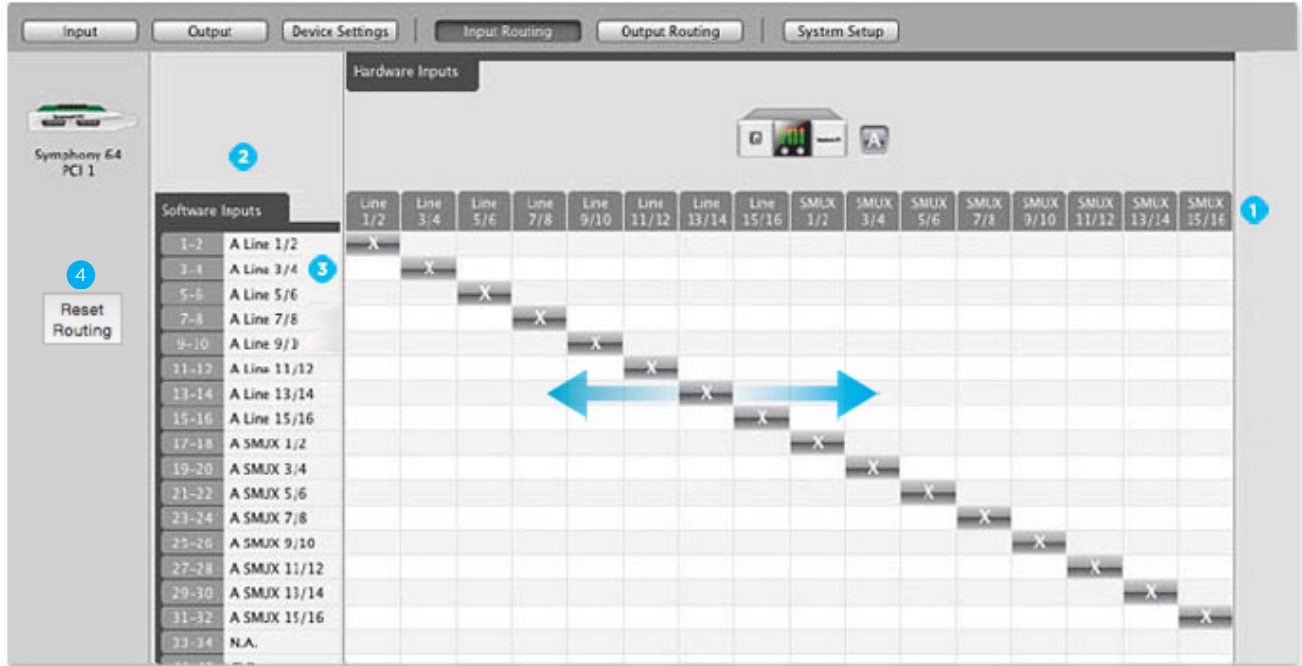 Input Output Device Settings Input Routing Output Routing System Setup
Hardware Inputs
Symphony 64
PCI 1
A
2
Software Inputs
Line 1/2 Line 3/4 Line 5/6 Line 7/8 Line 9/10 Line 11/12 Line 13/14 Line 15/16 SMUX 1/2 SMUX 3/4 SMUX 5/6 SMUX 7/8 SMUX 9/10 SMUX 11/12 SMUX 13/14 SMUX 15/16
1
1-2 A Line 1/2 X
3-4 A Line 3/4 3 X
5-6 A Line 5/6 X
7-8 A Line 7/8 X
9-10 A Line X
11-12 A Line 11/12 X
13-14 A Line 13/14 X
15-16 A Line 15/16 X
17-18 A SMUX 1/2 X
19-20 A SMUX 3/4 X
21-22 A SMUX 5/6 X
23-24 A SMUX 7/8 X
25-26 A SMUX 9/10 X
27-28 A SMUX 11/12 X
29-30 A SMUX 13/14 X
31-32 A SMUX 15/16 X
33-34 N.A.
4
Reset
Routing